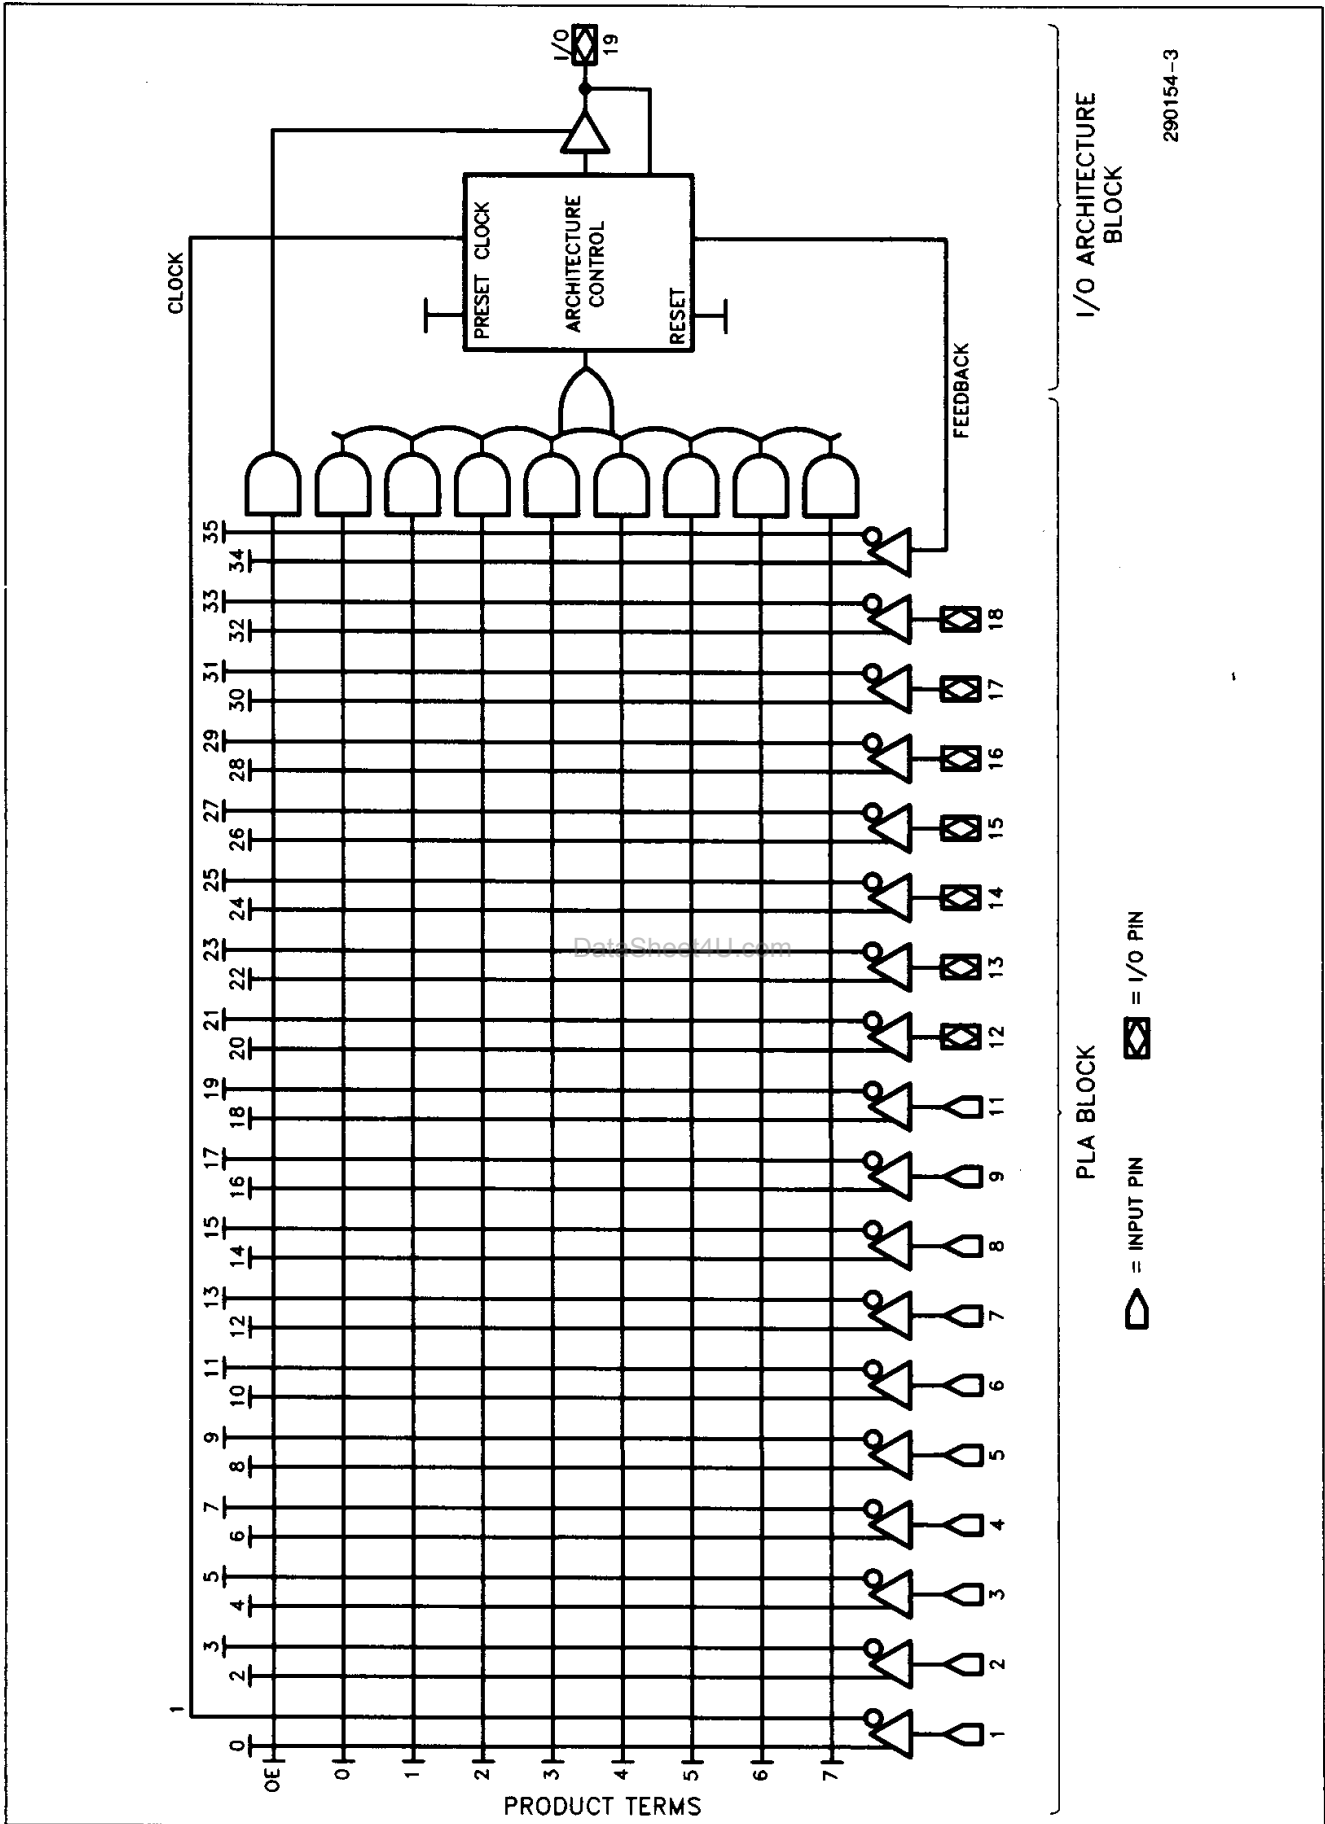 CLOCK
1
0 2 4 6 8 10 12 14 16 18 20 22 24 26 28 30 32 34
3 5 7 9 11 13 15 17 19 21 23 25 27 29 31 33 35
OE
0
1
2
3
4
5
6
7
PRODUCT TERMS
PRESET CLOCK
ARCHITECTURE
CONTROL
RESET
I/O
19
FEEDBACK
1 2 3 4 5 6 7 8 9 11 12 13 14 15 16 17 18
DataSheet4U.com
PLA BLOCK
I/O ARCHITECTURE
BLOCK
= INPUT PIN
= I/O PIN
290154-3